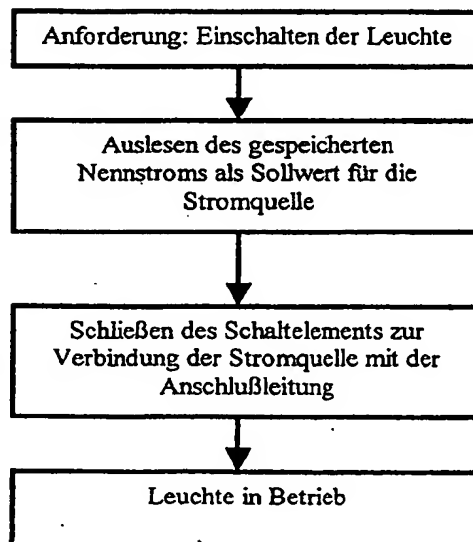 Anforderung: Einschalten der Leuchte
Auslesen des gespeicherten
Nennstroms als Sollwert für die
Stromquelle
Schließen des Schaltelements zur
Verbindung der Stromquelle mit der
Anschlußleitung
Leuchte in Betrieb